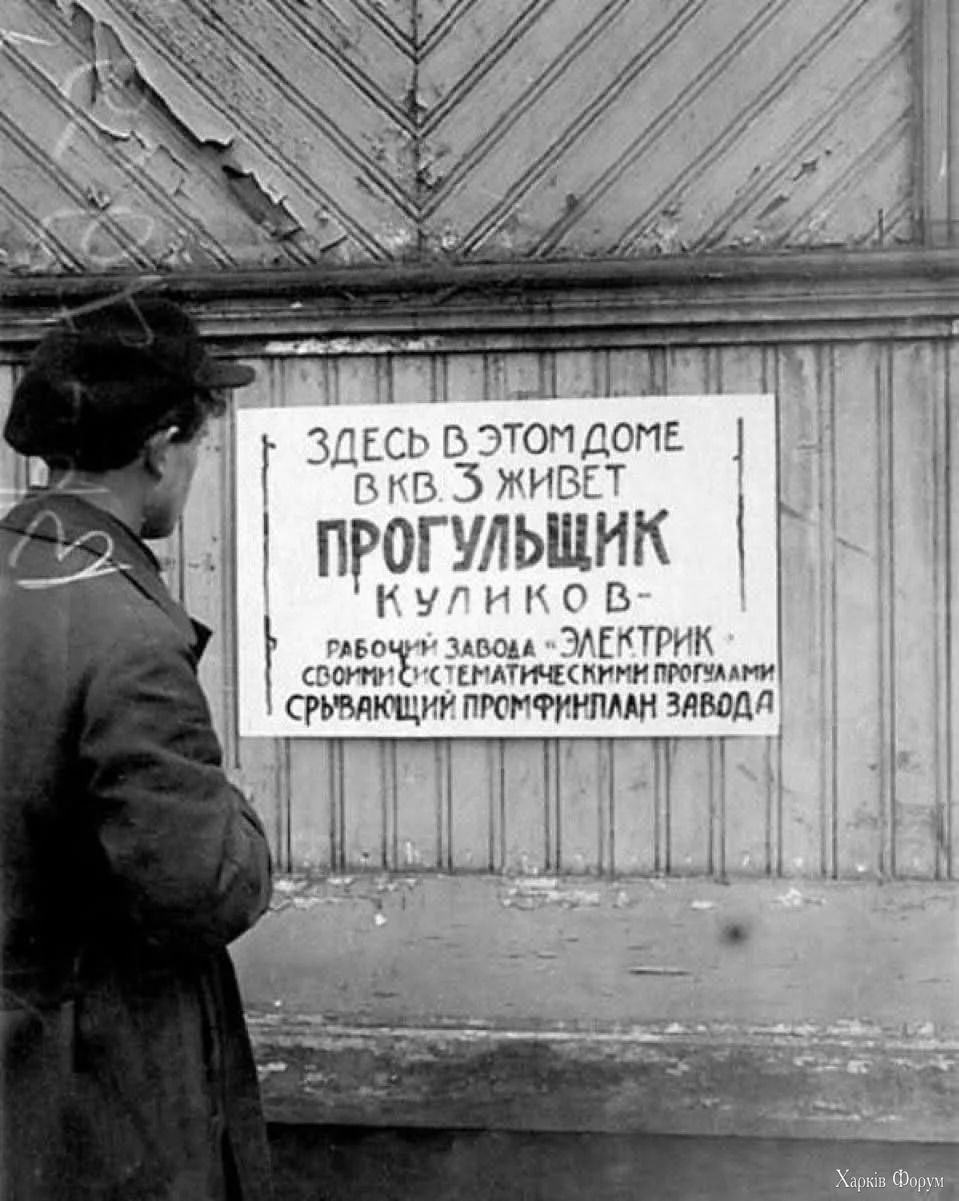 ЗДЕСЬ В ЭТОМ ДОМЕ
В КВ. 3 ЖИВЕТ
ПРОГУЛЬЩИК
КУЛИКОВ-
РАБОЧИЙ ЗАВОДА "ЭЛЕКТРИК"
СВОИМИ СИСТЕМАТИЧЕСКИМИ ПРОГУЛАМИ
СРЫВАЮЩИЙ ПРОМФИНПЛАН ЗАВОДА
Харків Форум